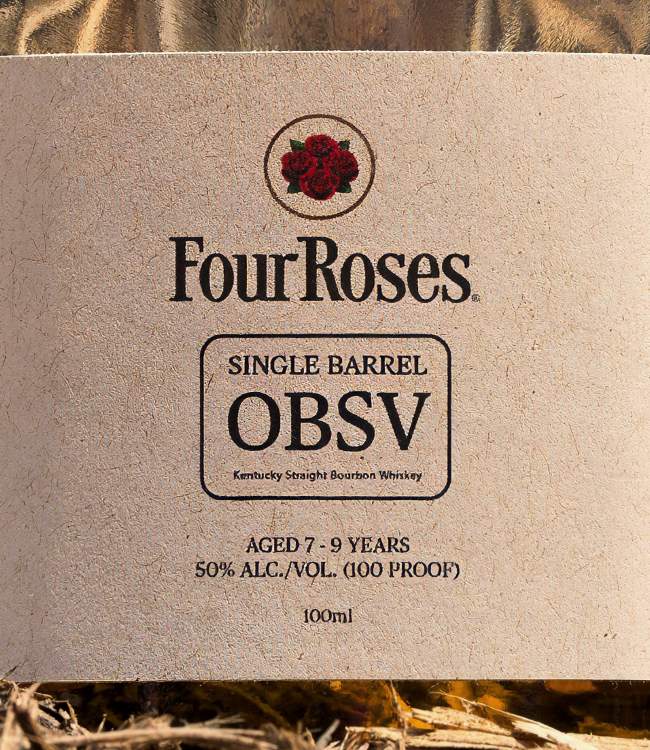 Four Roses®
SINGLE BARREL
OBSV
Kentucky Straight Bourbon Whiskey
AGED 7 - 9 YEARS
50% ALC./VOL. (100 PROOF)
100ml